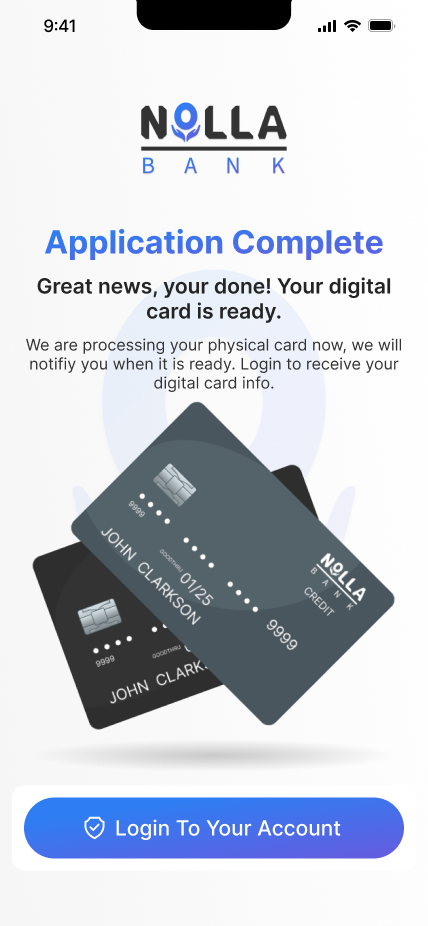 9:41
NOLLA
BANK
Application Complete
Great news, your done! Your digital
card is ready.
We are processing your physical card now, we will
notifiy you when it is ready. Login to receive your
digital card info.
9999
GOODTHRU 01/25
9999
JOHN CLARKSON
NOLLA
BANK
CREDIT
9999
GOODTHRU
JOHN CLARKS
Login To Your Account